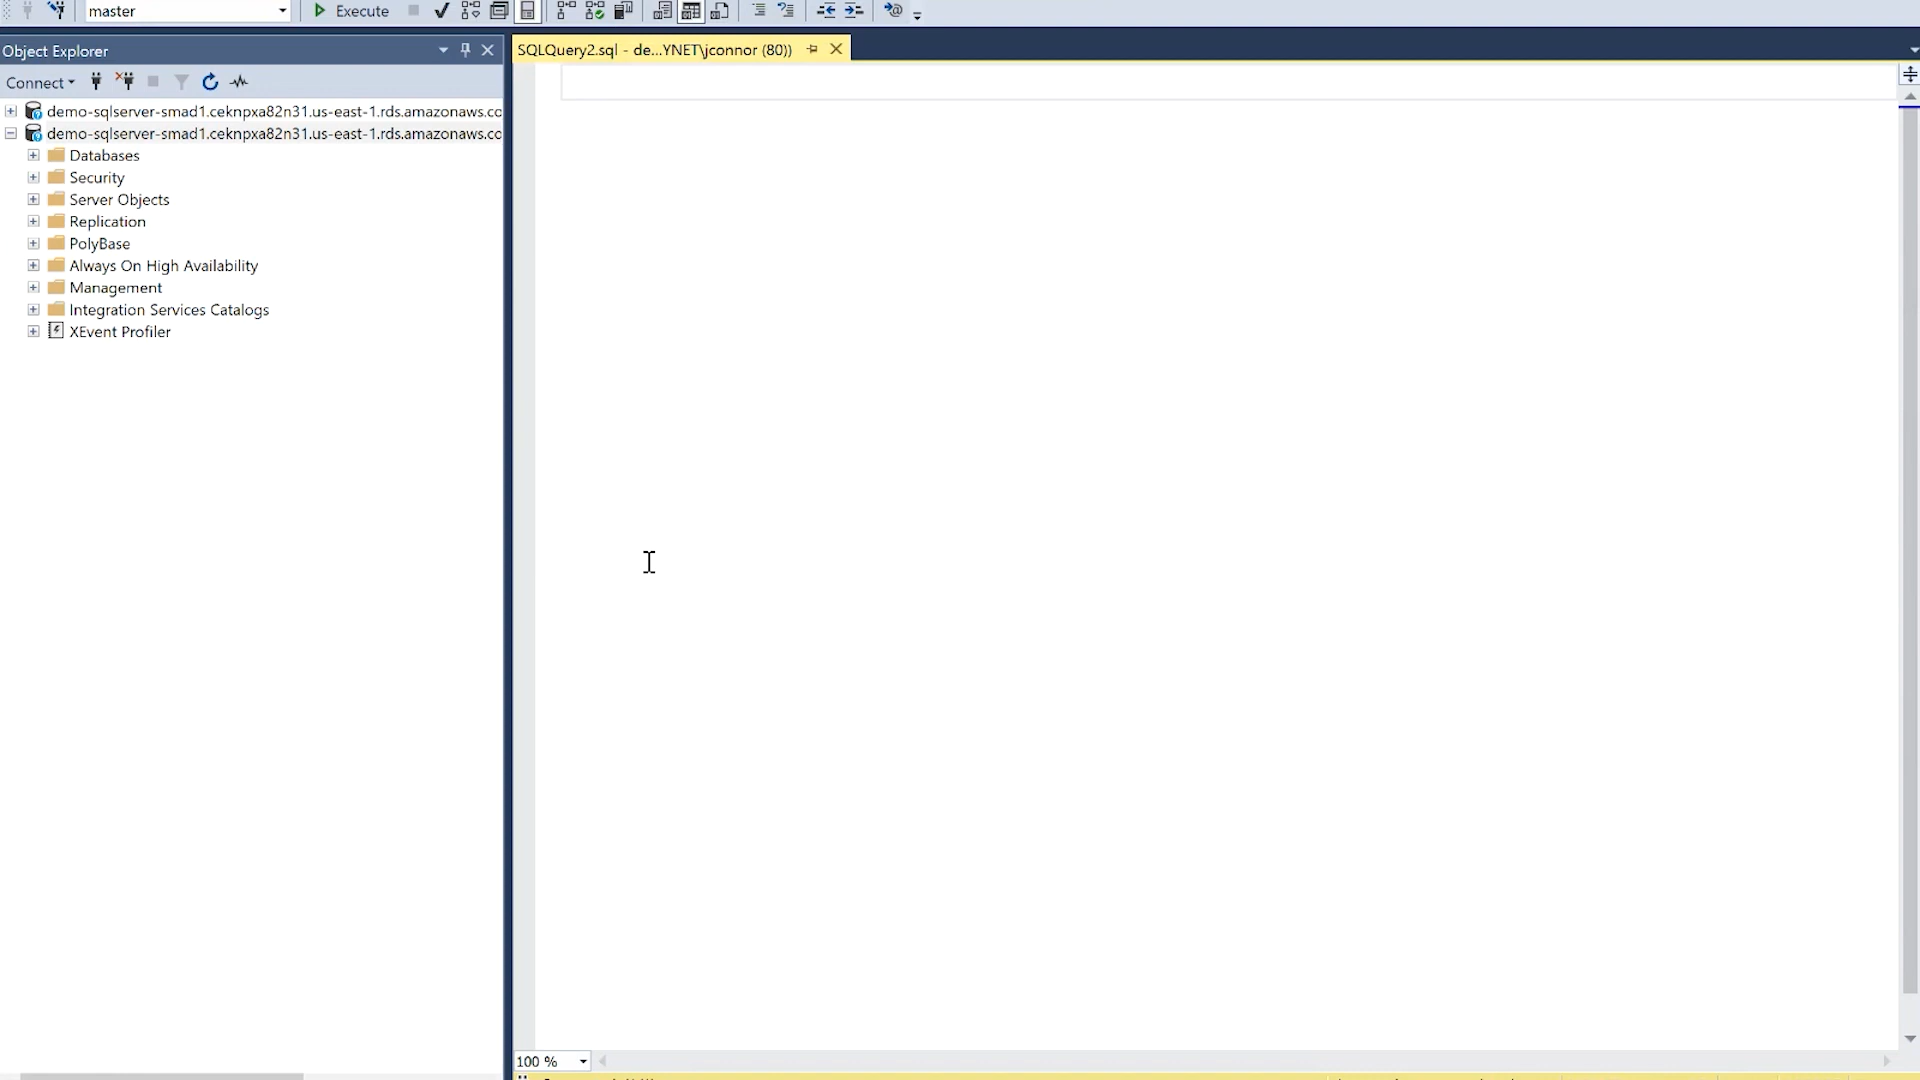 master
Execute
Object Explorer
SQLQuery2.sql - de...YNET\jconnor (80))
Connect
demo-sqlserver-smad1.ceknpxa82n31.us-east-1.rds.amazonaws.co
demo-sqlserver-smad1.ceknpxa82n31.us-east-1.rds.amazonaws.co
Databases
Security
Server Objects
Replication
PolyBase
Always On High Availability
Management
Integration Services Catalogs
XEvent Profiler
100 %